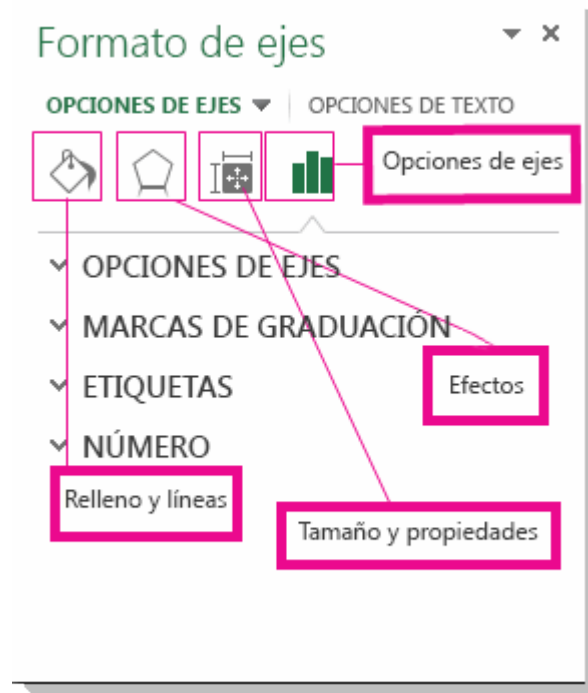 Formato de ejes
OPCIONES DE EJES
OPCIONES DE TEXTO
Opciones de ejes
OPCIONES DE EJES
MARCAS DE GRADUACIÓN
ETIQUETAS
Efectos
NÚMERO
Relleno y líneas
Tamaño y propiedades